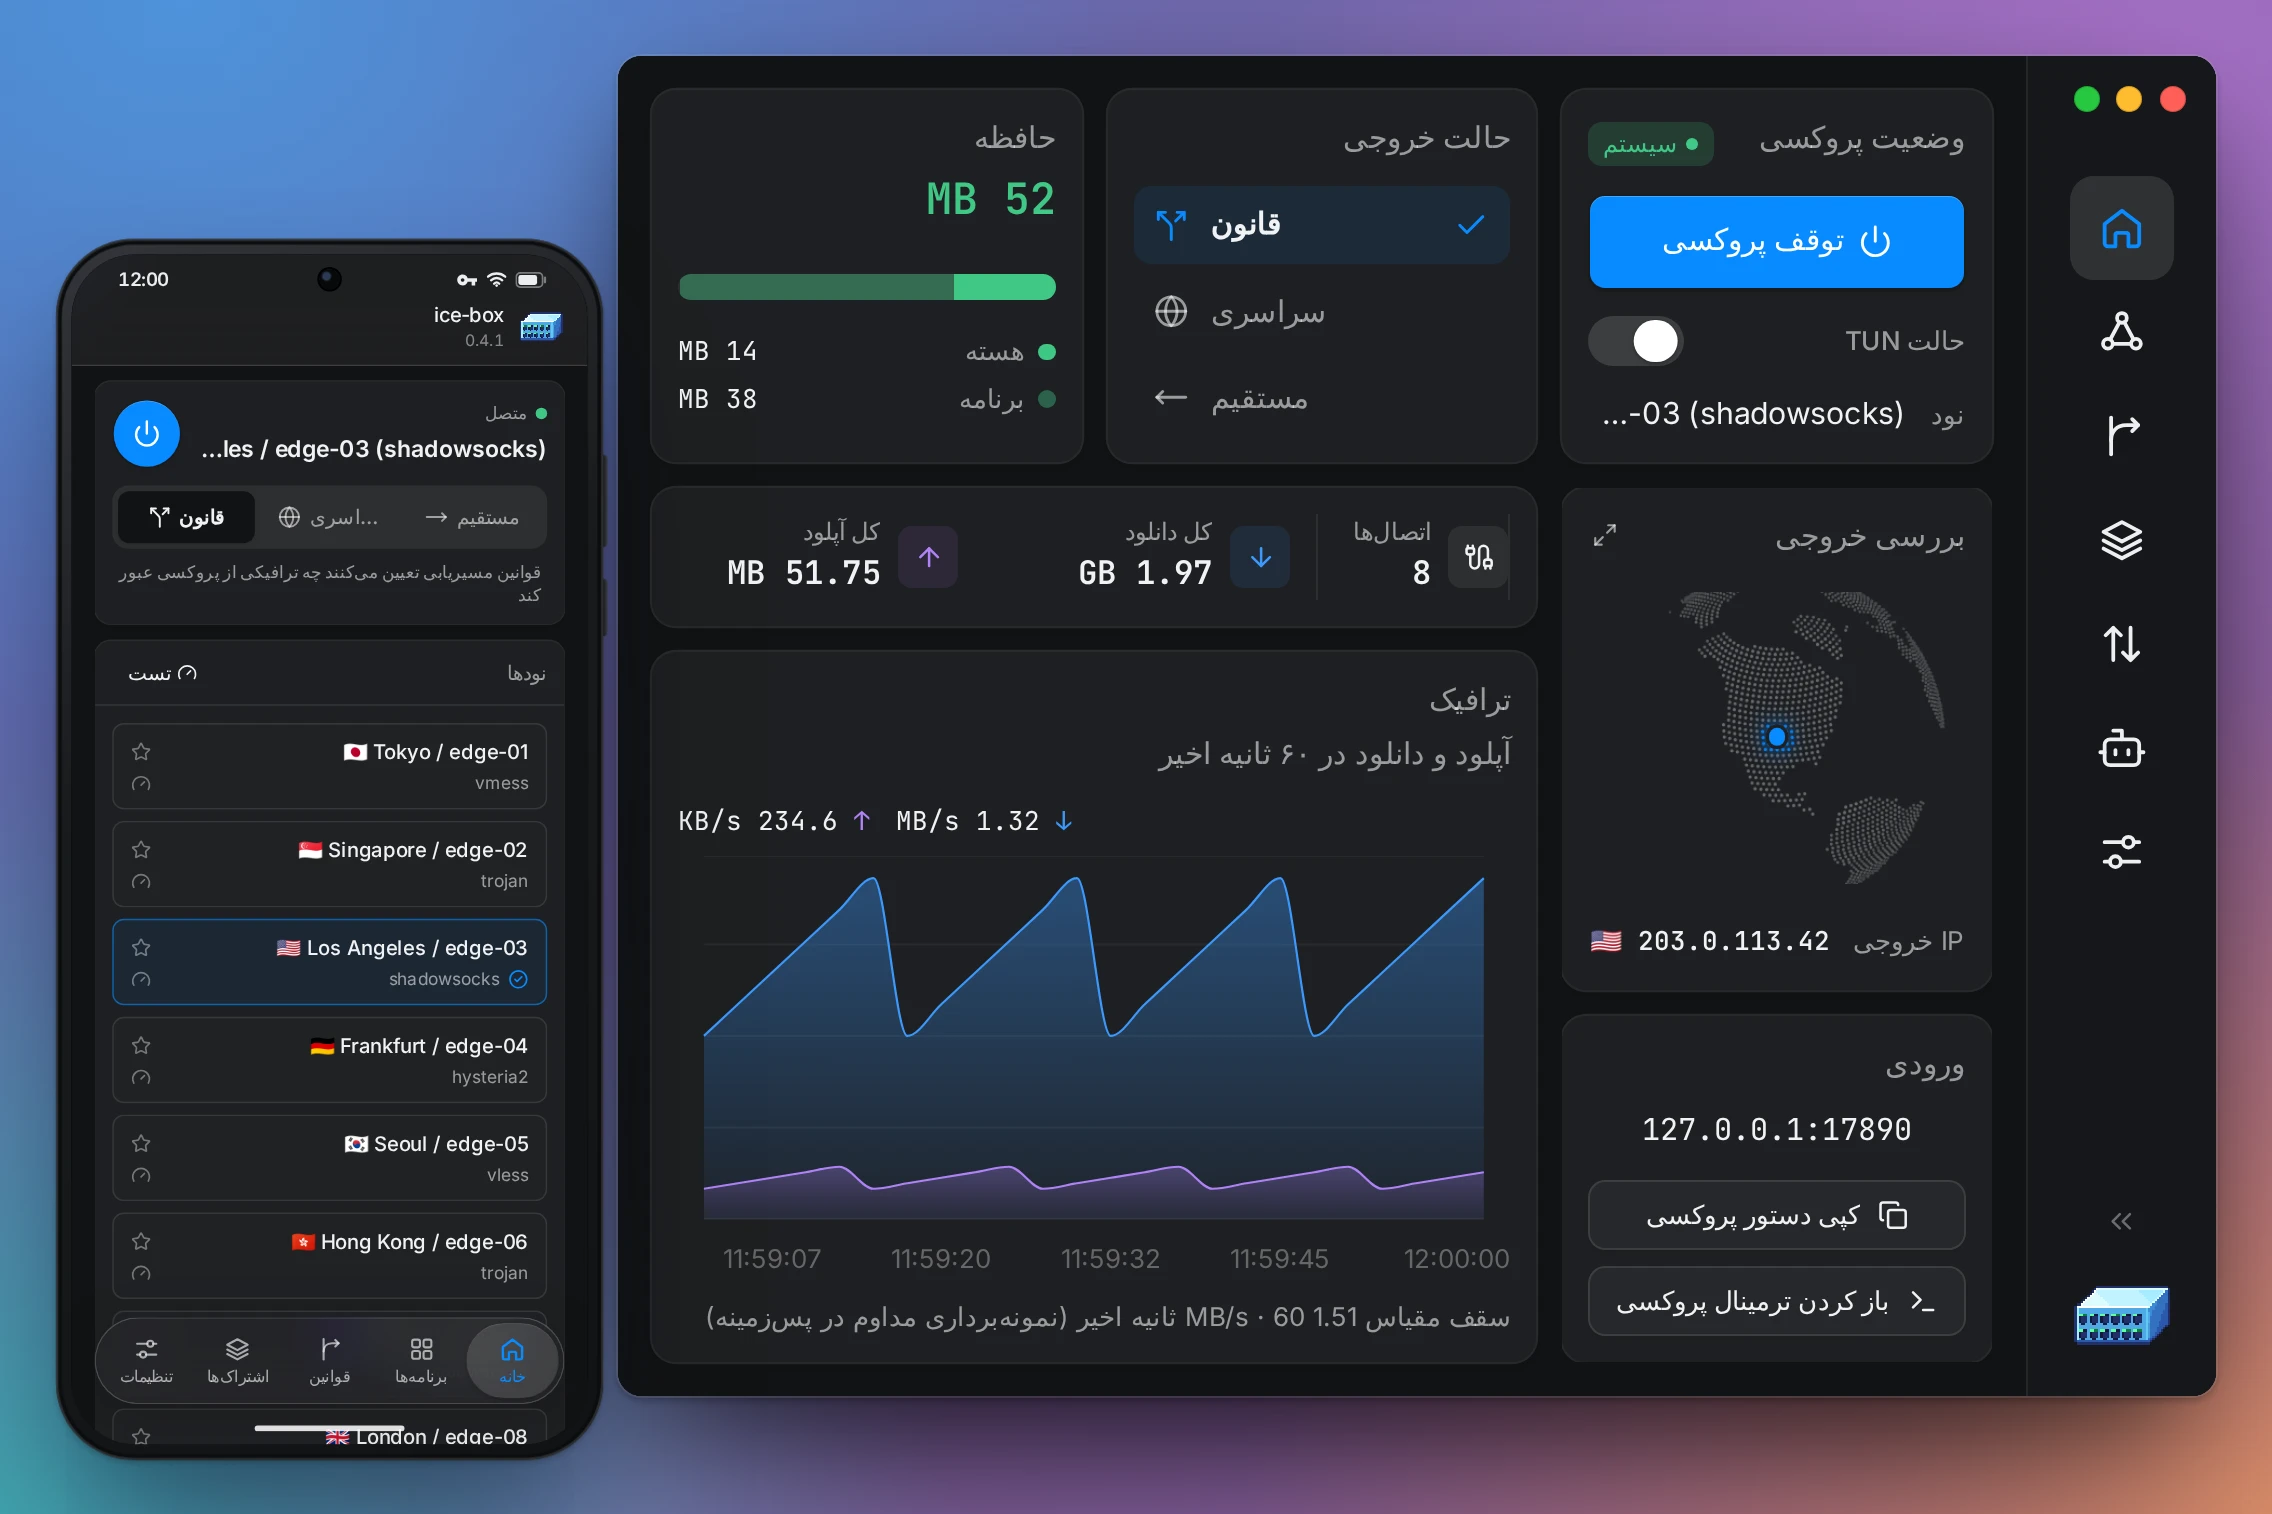 12:00
ice-box
0.4.1
متصل
...les / edge-03 (shadowsocks)
قانون
...اسری
مستقیم
قوانین مسیریابی تعیین می‌کنند چه ترافیکی از پروکسی عبور
کند
نودها
تست
🇯🇵 Tokyo / edge-01
vmess
🇸🇬 Singapore / edge-02
trojan
🇺🇸 Los Angeles / edge-03
shadowsocks
🇩🇪 Frankfurt / edge-04
hysteria2
🇰🇷 Seoul / edge-05
vless
🇭🇰 Hong Kong / edge-06
trojan
خانه
برنامه‌ها
قوانین
اشتراک‌ها
تنظیمات
🇬🇧 London / edge-08
وضعیت پروکسی
سیستم
توقف پروکسی
حالت TUN
نود
...-03 (shadowsocks)
حالت خروجی
قانون
سراسری
مستقیم
حافظه
MB 52
هسته
MB 14
برنامه
MB 38
بررسی خروجی
IP خروجی
203.0.113.42 🇺🇸
اتصال‌ها
8
کل دانلود
GB 1.97
کل آپلود
MB 51.75
ترافیک
آپلود و دانلود در ۶۰ ثانیه اخیر
KB/s 234.6 ↑ MB/s 1.32 ↓
11:59:07 11:59:20 11:59:32 11:59:45 12:00:00
سقف مقیاس 1.51 MB/s · 60 ثانیه اخیر (نمونه‌برداری مداوم در پس‌زمینه)
ورودی
127.0.0.1:17890
کپی دستور پروکسی
باز کردن ترمینال پروکسی